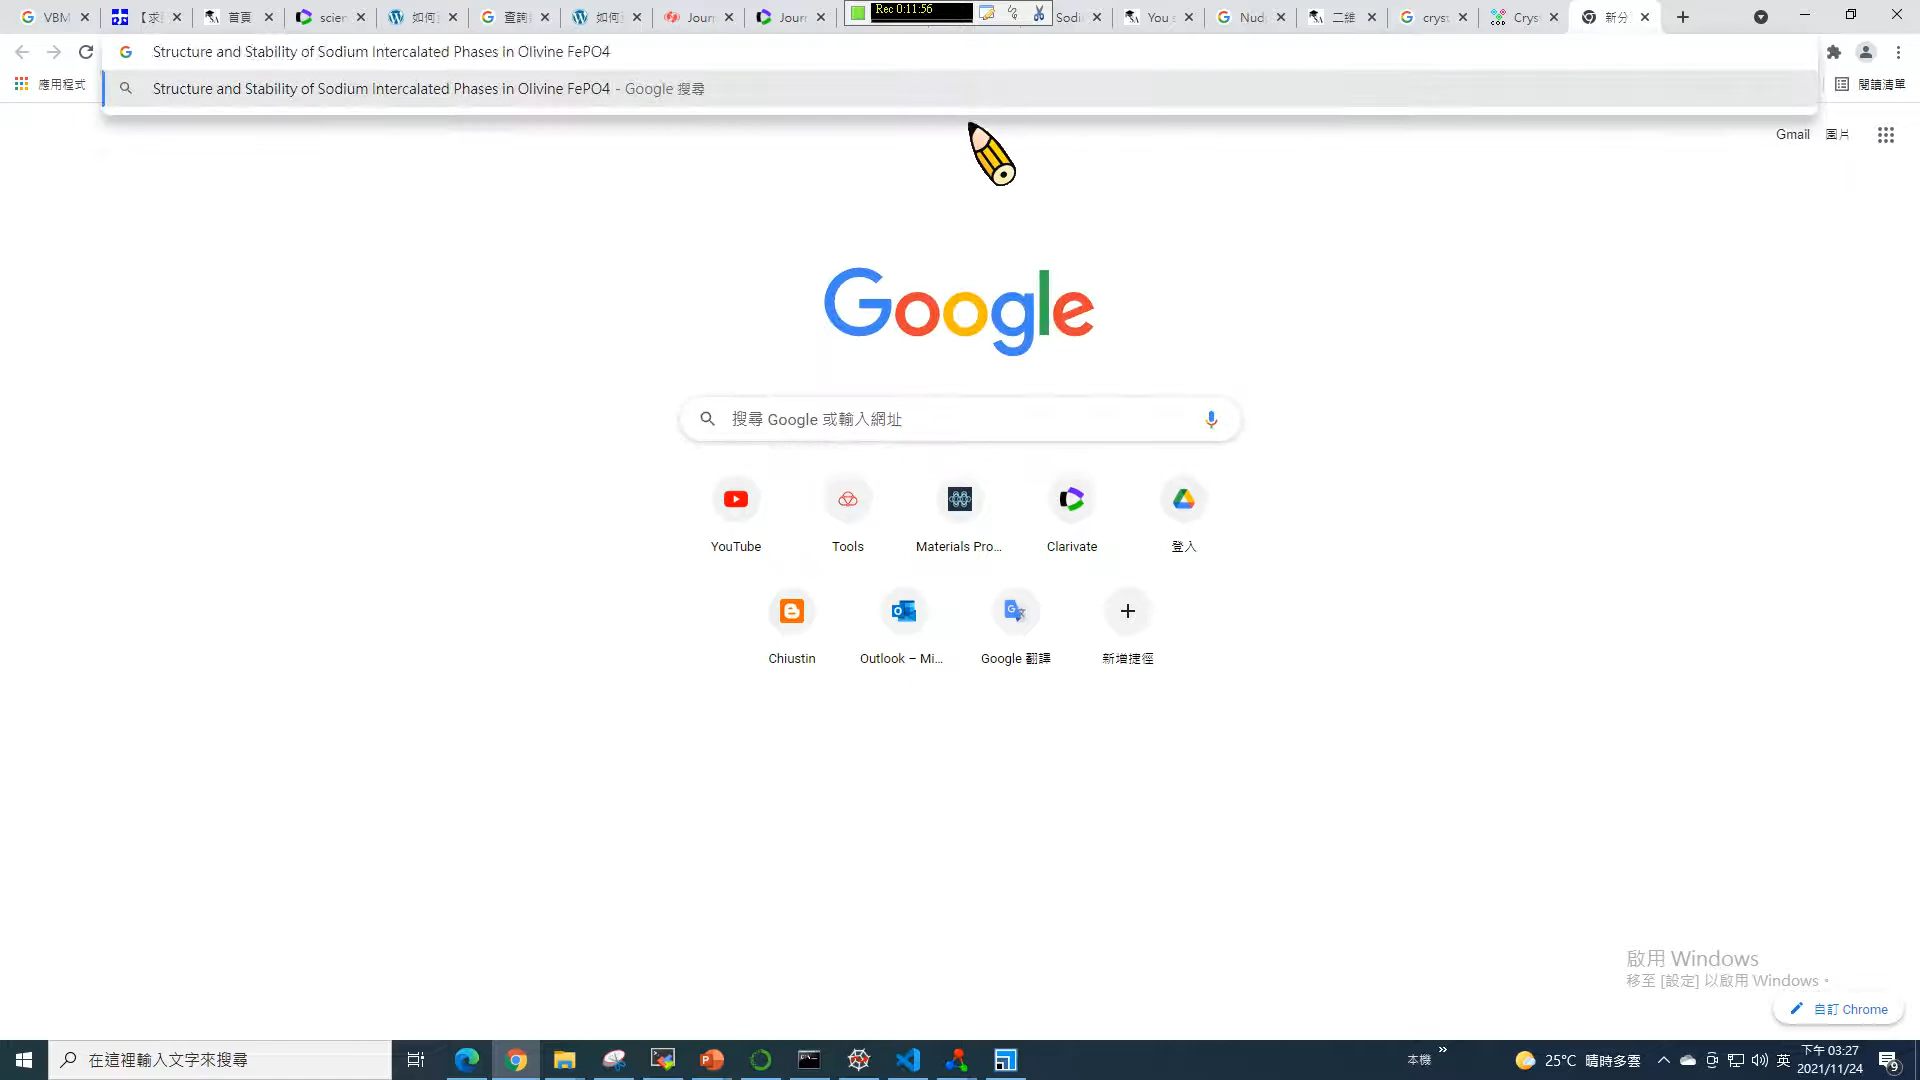 VBM
【求
首頁
scien
如何
查詢
如何
Journ
Journ
Rec 0:11:56
Sodi
You
Nud
二維
cryst
Crys
新分
Structure and Stability of Sodium Intercalated Phases in Olivine FePO4
應用程式
Structure and Stability of Sodium Intercalated Phases in Olivine FePO4 - Google 搜尋
閱讀清單
Gmail 圖片
Google
搜尋 Google 或輸入網址
YouTube
Tools
Materials Pro...
Clarivate
登入
Chiustin
Outlook – Mi...
Google 翻譯
新增捷徑
啟用 Windows
移至 [設定] 以啟用 Windows。
自訂 Chrome
在這裡輸入文字來搜尋
本機
25°C 晴時多雲
英
下午 03:27
2021/11/24
9